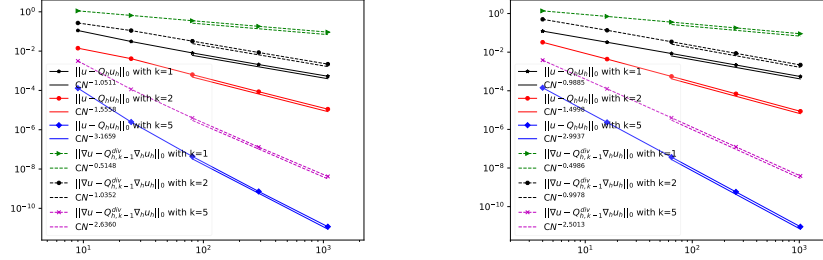 10^0
10^{-2}
10^{-4}
10^{-6}
10^{-8}
10^{-10}
||u − Q_h u_h||_0 with k=1
CN^{-1.0511}
||u − Q_h u_h||_0 with k=2
CN^{-1.5558}
||u − Q_h u_h||_0 with k=5
CN^{-3.1659}
||∇u − Q^{div}_{h,k−1}∇_h u_h||_0 with k=1
CN^{-0.5148}
||∇u − Q^{div}_{h,k−1}∇_h u_h||_0 with k=2
CN^{-1.0352}
||∇u − Q^{div}_{h,k−1}∇_h u_h||_0 with k=5
CN^{-2.6360}
10^1 10^2 10^3
10^0
10^{-2}
10^{-4}
10^{-6}
10^{-8}
10^{-10}
||u − Q_h u_h||_0 with k=1
CN^{-0.9885}
||u − Q_h u_h||_0 with k=2
CN^{-1.4998}
||u − Q_h u_h||_0 with k=5
CN^{-2.9937}
||∇u − Q^{div}_{h,k−1}∇_h u_h||_0 with k=1
CN^{-0.4986}
||∇u − Q^{div}_{h,k−1}∇_h u_h||_0 with k=2
CN^{-0.9978}
||∇u − Q^{div}_{h,k−1}∇_h u_h||_0 with k=5
CN^{-2.5013}
10^1 10^2 10^3